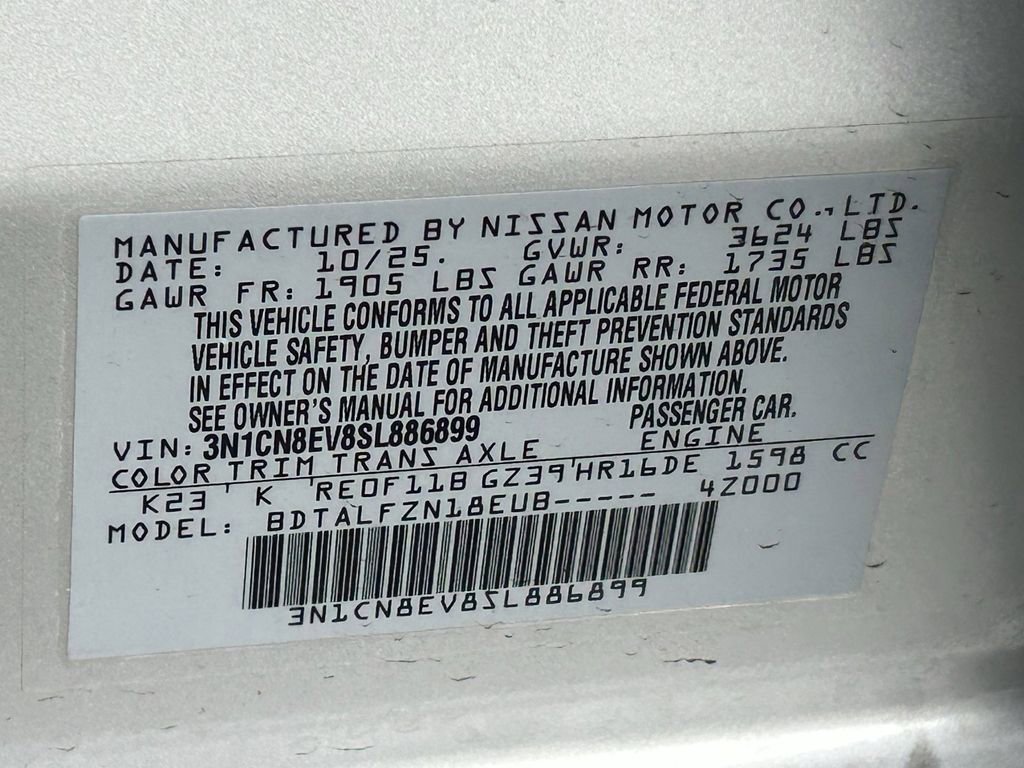 MANUFACTURED BY NISSAN MOTOR CO., LTD.
DATE: 10/25. GVWR: 3624 LBS
GAWR FR: 1905 LBS GAWR RR: 1735 LBS
THIS VEHICLE CONFORMS TO ALL APPLICABLE FEDERAL MOTOR
VEHICLE SAFETY, BUMPER AND THEFT PREVENTION STANDARDS
IN EFFECT ON THE DATE OF MANUFACTURE SHOWN ABOVE.
SEE OWNER'S MANUAL FOR ADDITIONAL INFORMATION.
VIN: 3N1CN8EV8SL886899 PASSENGER CAR.
COLOR TRIM TRANS AXLE ENGINE
K23 ' K 'RE0F11B GZ39'HR16DE 1598 CC
MODEL: BDTALFZN18EUB----- 4Z000
3N1CN8EV8SL886899